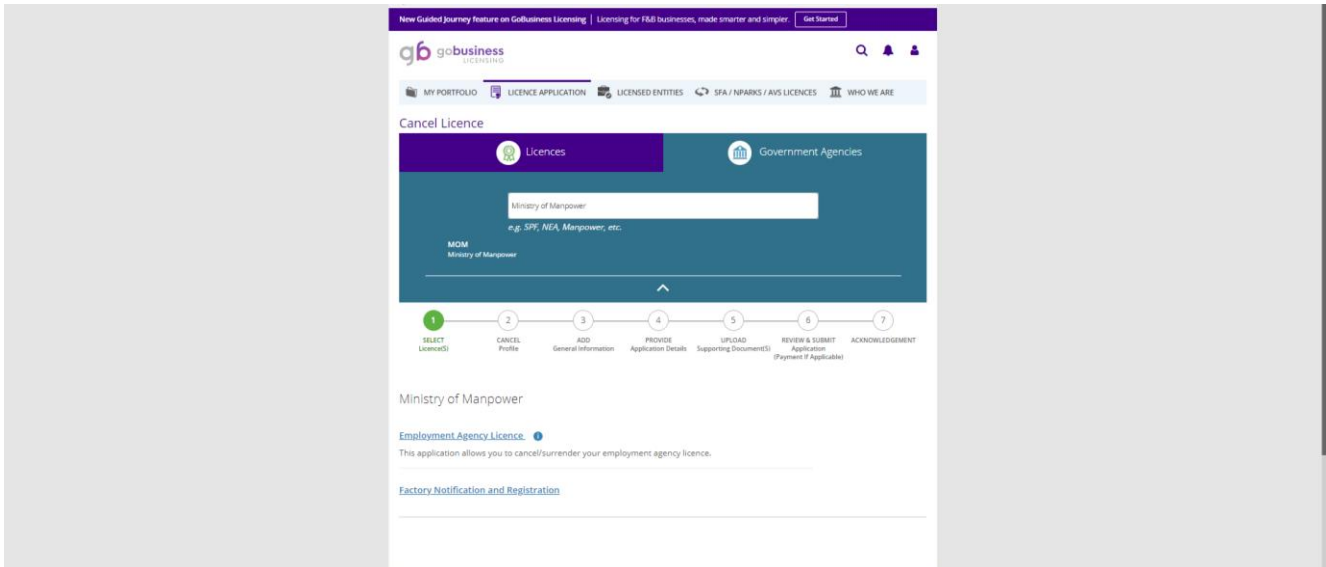 New Guided Journey feature on GoBusiness Licensing | Licensing for F&B businesses, made smarter and simpler. Get Started
gb gobusiness
LICENSING
MY PORTFOLIO LICENCE APPLICATION LICENSED ENTITIES SFA / NPARKS / AVS LICENCES WHO WE ARE
Cancel Licence
Licences Government Agencies
Ministry of Manpower
e.g. SPF, NEA, Manpower, etc.
MOM
Ministry of Manpower
1 2 3 4 5 6 7
SELECT CANCEL ADD PROVIDE UPLOAD REVIEW & SUBMIT ACKNOWLEDGEMENT
Licence(S) Profile General Information Application Details Supporting Document(S) Application
(Payment If Applicable)
Ministry of Manpower
Employment Agency Licence
This application allows you to cancel/surrender your employment agency licence.
Factory Notification and Registration